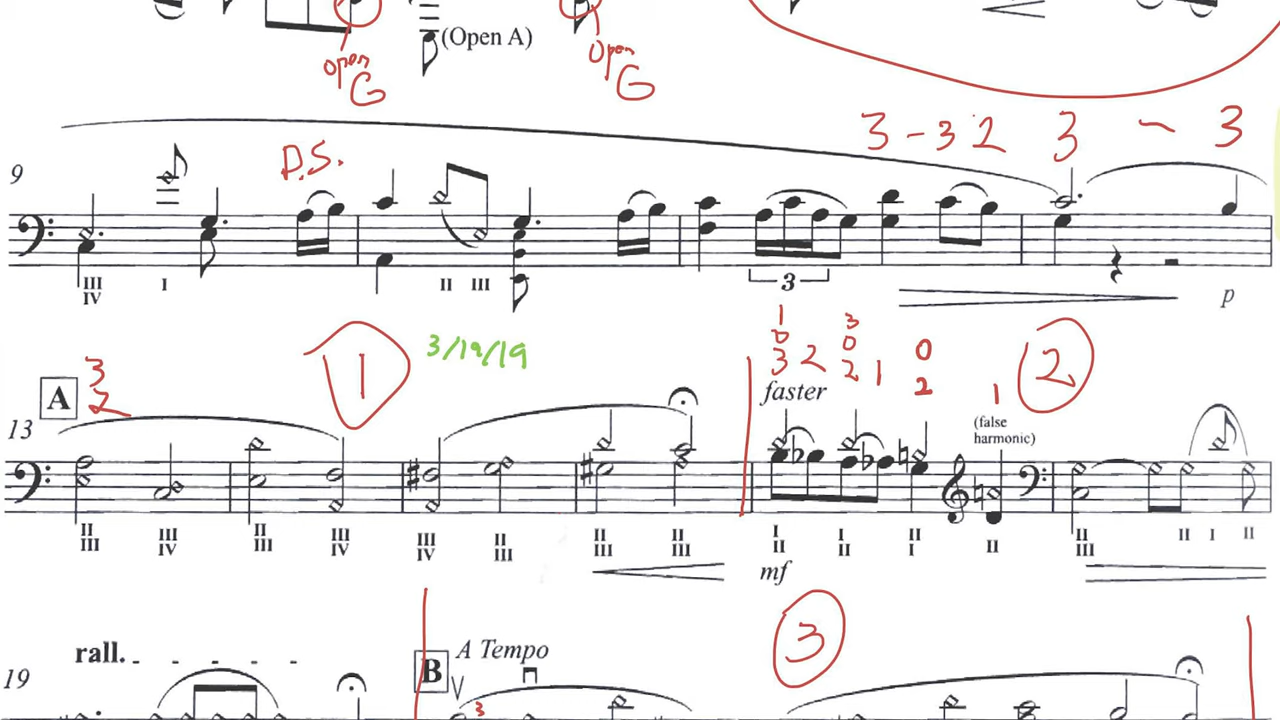 (Open A)
open
G
open
G
3 - 3 2 3 ~ 3
9
D.S.
III I II III
IV
3
p
1 3
0 0 0
3 2 2 1 2 1
3
2
A
1
3/19/19
faster
2
(false
harmonic)
13
II III II III III II II II I I II II II II I II
III IV III IV IV III III III II II I III
mf
3
rall. - - - - -
A Tempo
B
19
3